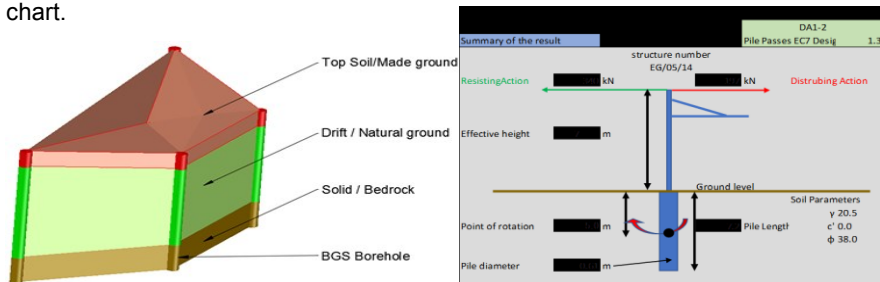 chart.
Top Soil/Made ground
Drift / Natural ground
Solid / Bedrock
BGS Borehole
DA1-2
Summary of the result
Pile Passes EC7 Desig 1.3
structure number
EG/05/14
ResistingAction kN kN Distrubing Action
Effective height m
Ground level
Soil Parameters
γ 20.5
Point of rotation m Pile Length c' 0.0
ϕ 38.0
Pile diameter